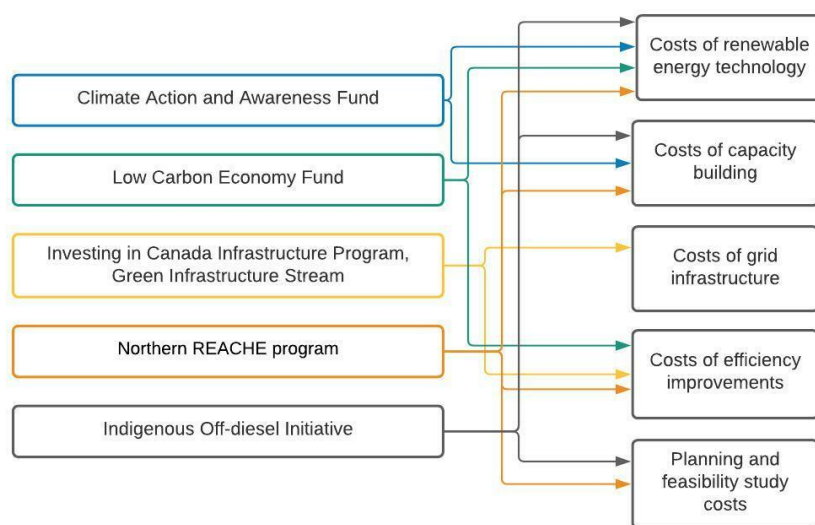 Climate Action and Awareness Fund
Low Carbon Economy Fund
Investing in Canada Infrastructure Program,
Green Infrastructure Stream
Northern REACHE program
Indigenous Off-diesel Initiative
Costs of renewable
energy technology
Costs of capacity
building
Costs of grid
infrastructure
Costs of efficiency
improvements
Planning and
feasibility study
costs